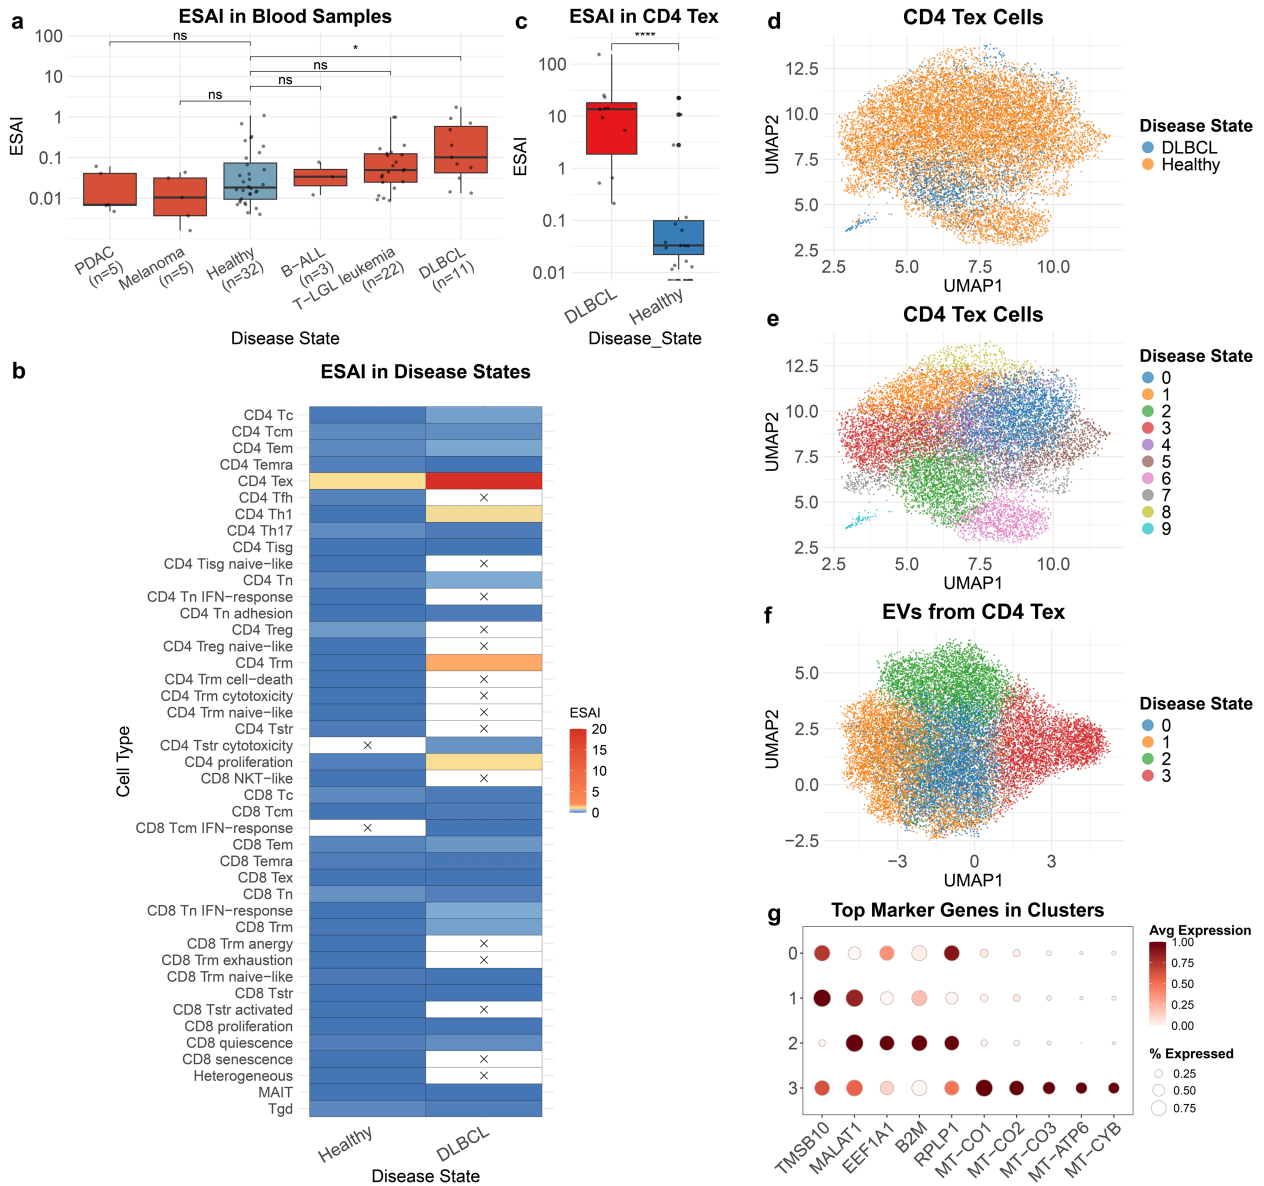 a
ESAI in Blood Samples
100
10
1
0.1
0.01
ESAI
ns
*
ns
ns
ns
PDAC
(n=5)
Melanoma
(n=5)
Healthy
(n=32)
B−ALL
(n=3)
T−LGL leukemia
(n=22)
DLBCL
(n=11)
Disease State
c
ESAI in CD4 Tex
****
100
10
1
0.1
0.01
ESAI
DLBCL
Healthy
Disease_State
d
CD4 Tex Cells
12.5
10.0
7.5
5.0
2.5
UMAP2
2.5
5.0
7.5
10.0
UMAP1
Disease State
DLBCL
Healthy
e
CD4 Tex Cells
12.5
10.0
7.5
5.0
2.5
UMAP2
2.5
5.0
7.5
10.0
UMAP1
Disease State
0
1
2
3
4
5
6
7
8
9
b
ESAI in Disease States
Cell Type
CD4 Tc
CD4 Tcm
CD4 Tem
CD4 Temra
CD4 Tex
CD4 Tfh
CD4 Th1
CD4 Th17
CD4 Tisg
CD4 Tisg naive−like
CD4 Tn
CD4 Tn IFN−response
CD4 Tn adhesion
CD4 Treg
CD4 Treg naive−like
CD4 Trm
CD4 Trm cell−death
CD4 Trm cytotoxicity
CD4 Trm naive−like
CD4 Tstr
CD4 Tstr cytotoxicity
CD4 proliferation
CD8 NKT−like
CD8 Tc
CD8 Tcm
CD8 Tcm IFN−response
CD8 Tem
CD8 Temra
CD8 Tex
CD8 Tn
CD8 Tn IFN−response
CD8 Trm
CD8 Trm anergy
CD8 Trm exhaustion
CD8 Trm naive−like
CD8 Tstr
CD8 Tstr activated
CD8 proliferation
CD8 quiescence
CD8 senescence
Heterogeneous
MAIT
Tgd
Healthy
DLBCL
Disease State
ESAI
20
15
10
5
0
f
EVs from CD4 Tex
5.0
2.5
0.0
−2.5
UMAP2
−3
0
3
UMAP1
Disease State
0
1
2
3
g
Top Marker Genes in Clusters
0
1
2
3
TMSB10
MALAT1
EEF1A1
B2M
RPLP1
MT−CO1
MT−CO2
MT−CO3
MT−ATP6
MT−CYB
Avg Expression
1.00
0.75
0.50
0.25
0.00
% Expressed
0.25
0.50
0.75